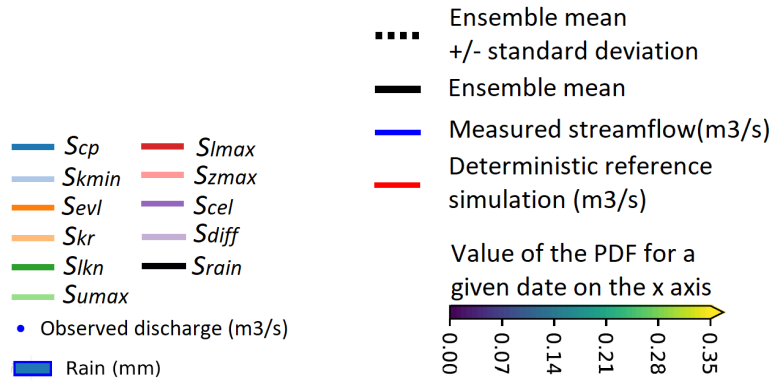 Scp
Skmin
Sevl
Skr
Slkn
Sumax
Slmax
Szmax
Scel
Sdiff
Srain
Observed discharge (m3/s)
Rain (mm)
Ensemble mean
+/- standard deviation
Ensemble mean
Measured streamflow(m3/s)
Deterministic reference
simulation (m3/s)
Value of the PDF for a
given date on the x axis
0.00
0.07
0.14
0.21
0.28
0.35